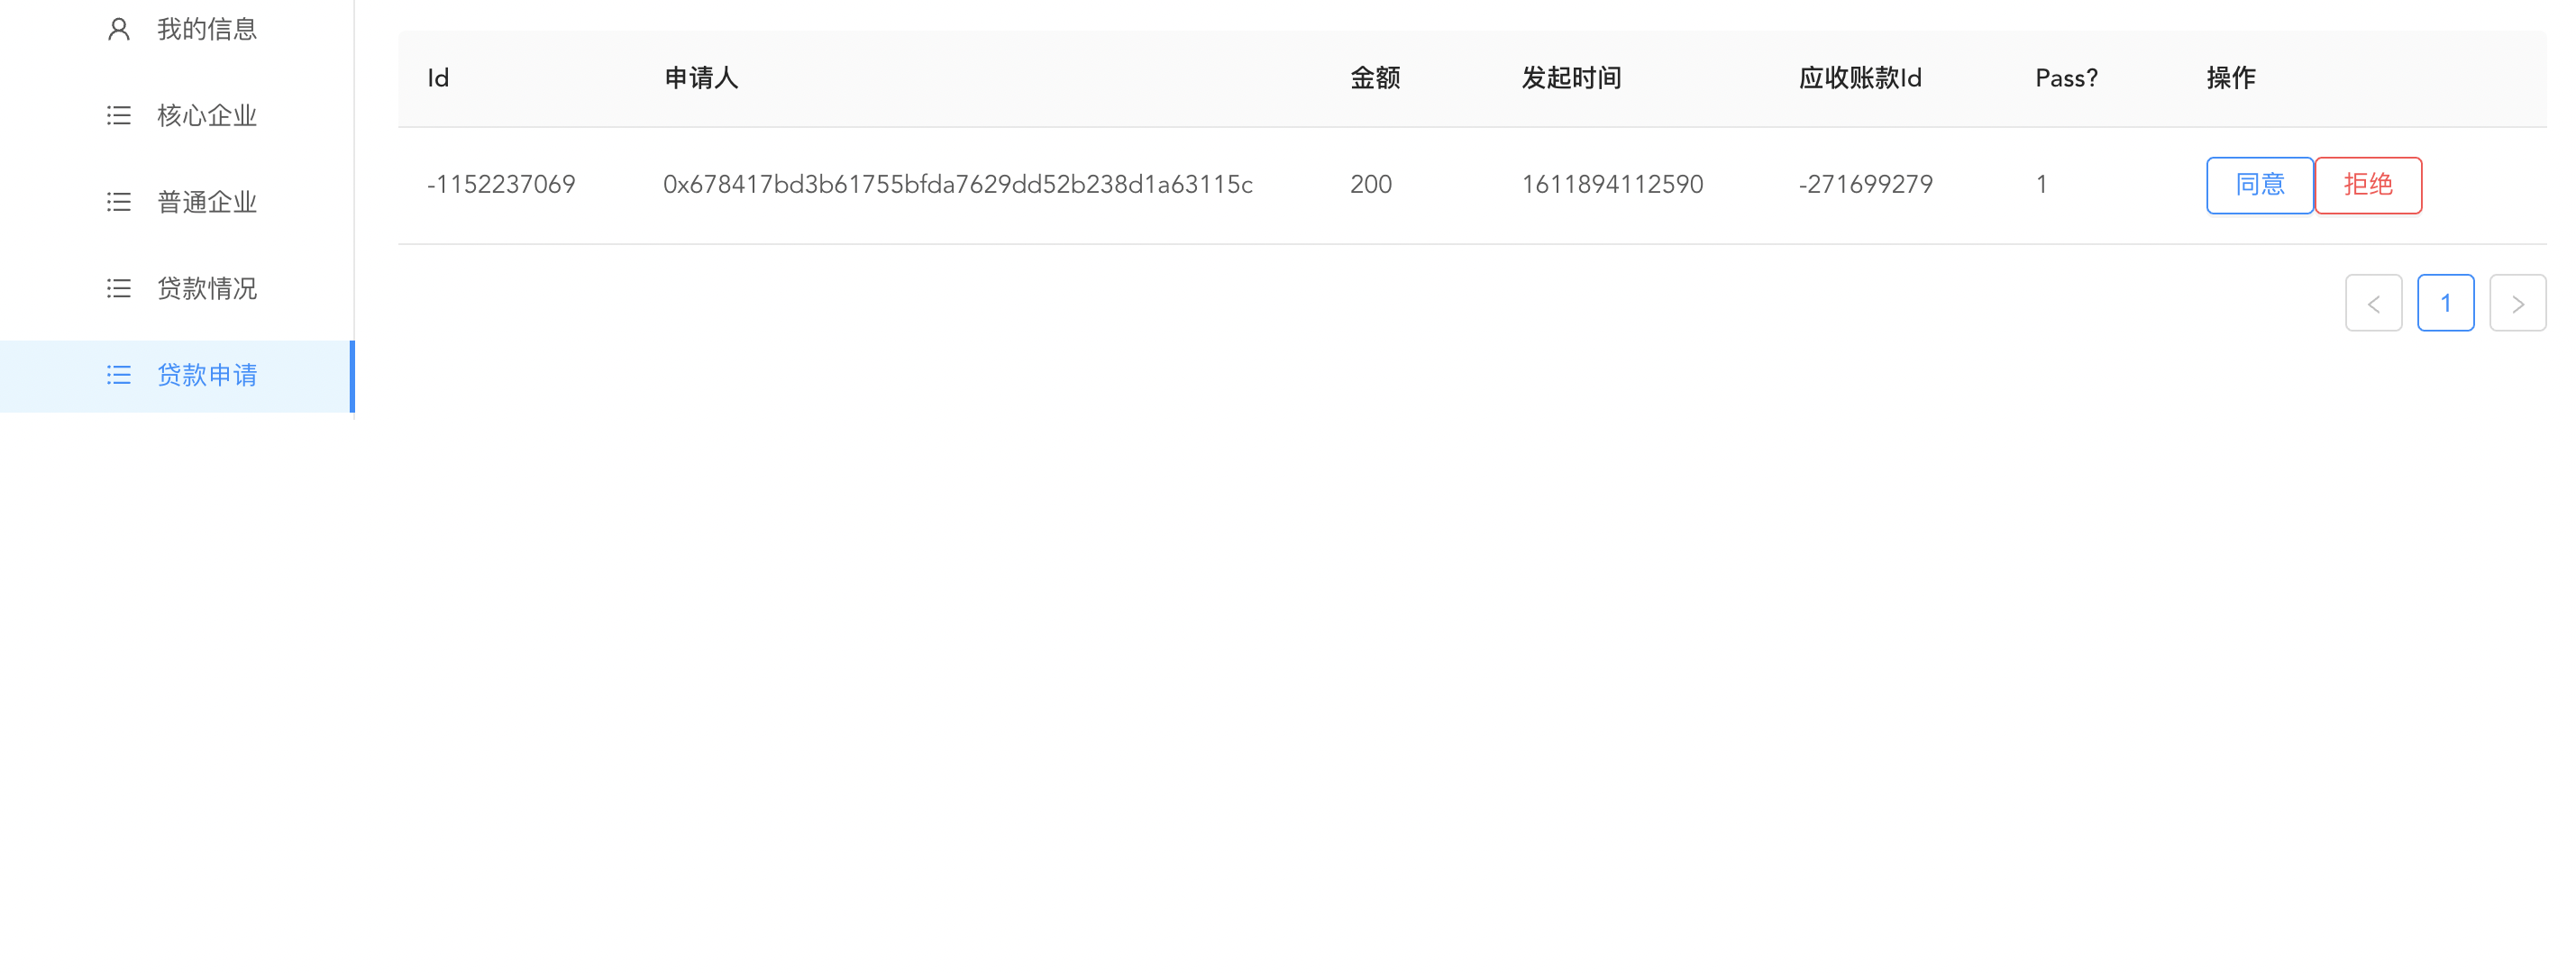 我的信息
核心企业
普通企业
贷款情况
贷款申请
Id 申请人 金额 发起时间 应收账款Id Pass? 操作
-1152237069 0x678417bd3b61755bfda7629dd52b238d1a63115c 200 1611894112590 -271699279 1 同意 拒绝
1